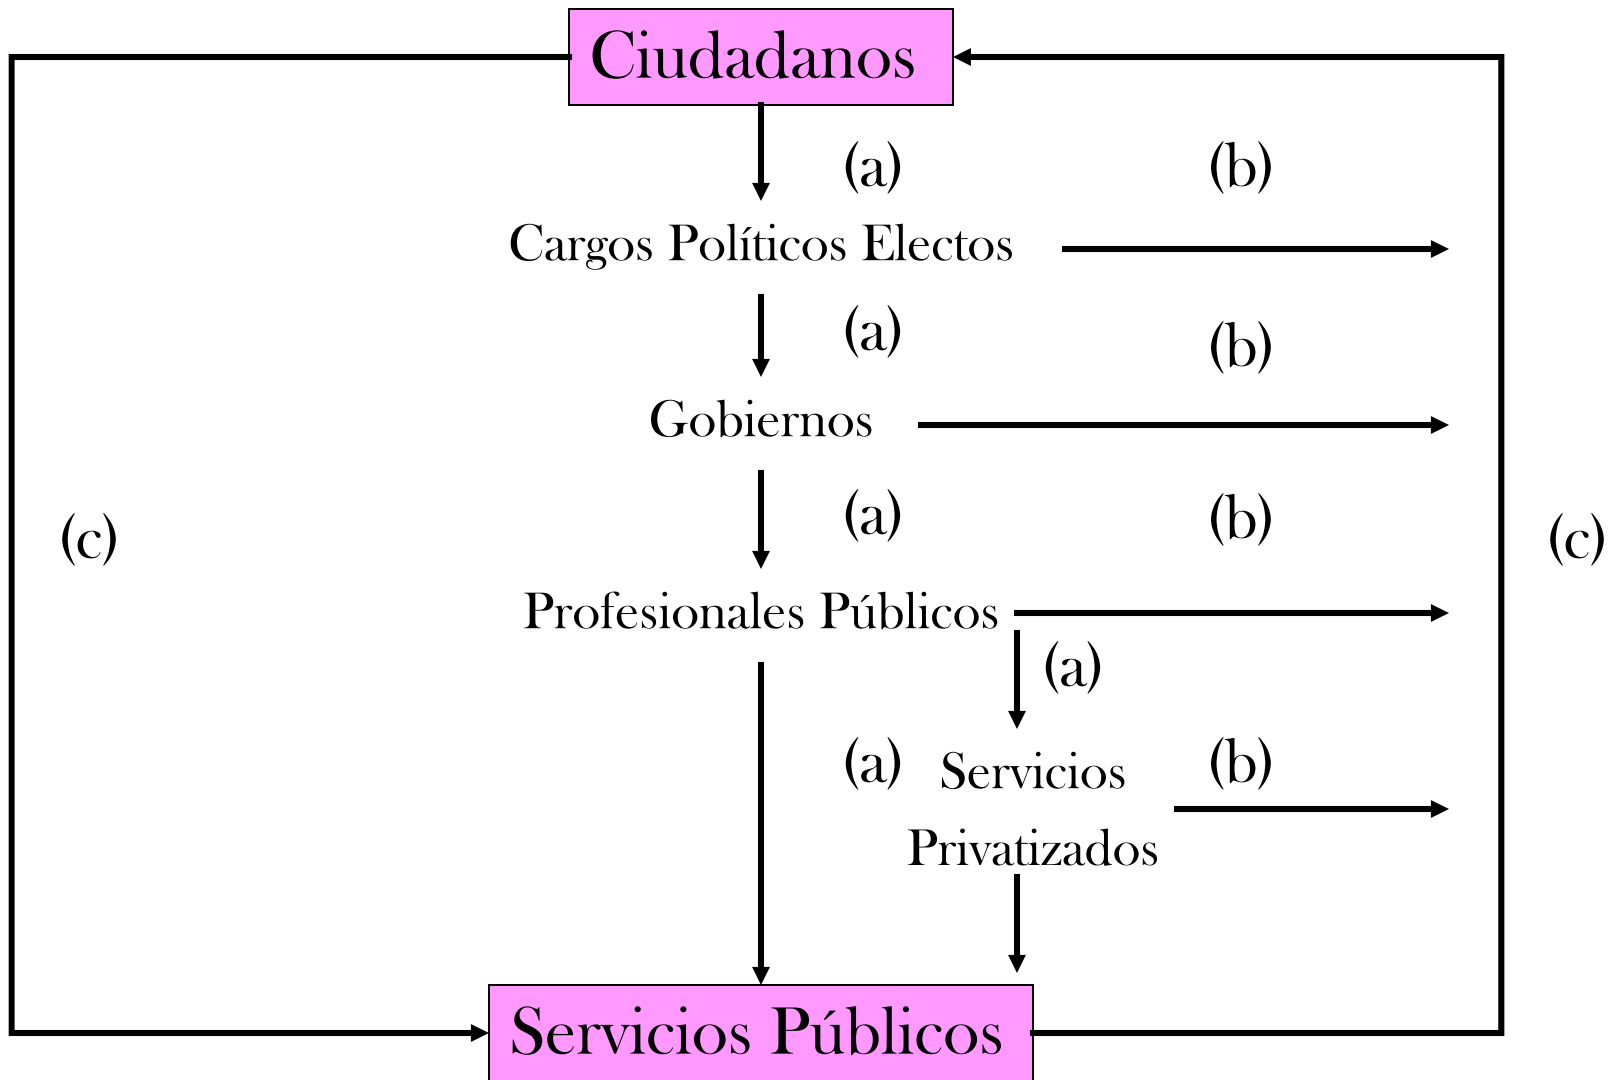 Ciudadanos
(a)
(b)
Cargos Políticos Electos
(a)
(b)
Gobiernos
(a)
(b)
(c)
(c)
Profesionales Públicos
(a)
(a)
Servicios
(b)
Privatizados
Servicios Públicos